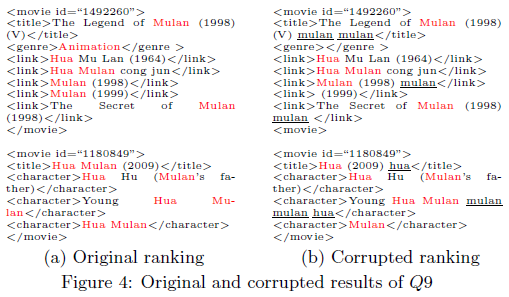 <movie id="1492260">
<title>The Legend of Mulan (1998)
(V)</title>
<genre>Animation</genre >
<link>Hua Mu Lan (1964)</link>
<link>Hua Mulan cong jun</link>
<link>Mulan (1998)</link>
<link>Mulan (1999)</link>
<link>The Secret of Mulan
(1998)</link>
</movie>
<movie id="1180849">
<title>Hua Mulan (2009)</title>
<character>Hua Hu (Mulan's fa-
ther)</character>
<character>Young Hua Mu-
lan</character>
<character>Hua Mulan</character>
</movie>
(a) Original ranking
<movie id="1492260">
<title>The Legend of Mulan (1998)
(V) mulan mulan</title>
<genre></genre >
<link>Hua Mu Lan (1964)</link>
<link>Hua Mulan cong jun</link>
<link>Mulan (1998) mulan</link>
<link> (1999)</link>
<link>The Secret of Mulan (1998)
mulan </link>
<movie>
<movie id="1180849">
<title>Hua (2009) hua</title>
<character>Hua Hu (Mulan's fa-
ther)</character>
<character>Young Hua Mulan mulan
mulan hua</character>
<character>Mulan</character>
</movie>
(b) Corrupted ranking
Figure 4: Original and corrupted results of Q9